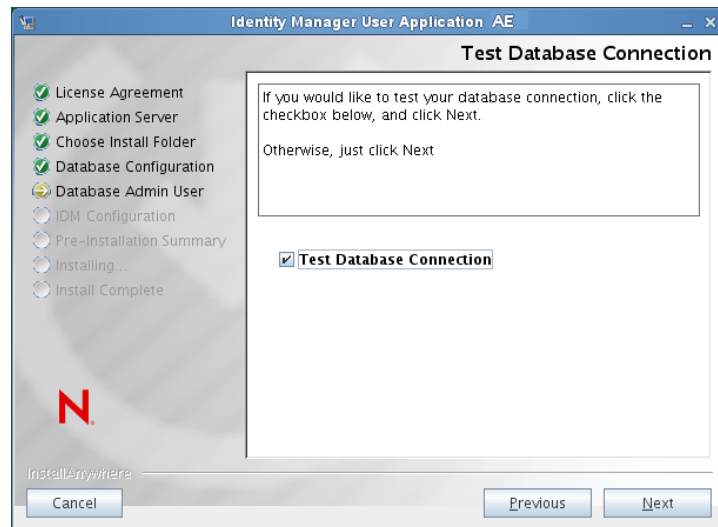 Identity Manager User Application AE
Test Database Connection
License Agreement
Application Server
Choose Install Folder
Database Configuration
Database Admin User
IDM Configuration
Pre-Installation Summary
Installing...
Install Complete
If you would like to test your database connection, click the
checkbox below, and click Next.
Otherwise, just click Next
Test Database Connection
N.
InstallAnywhere
Cancel
Previous
Next